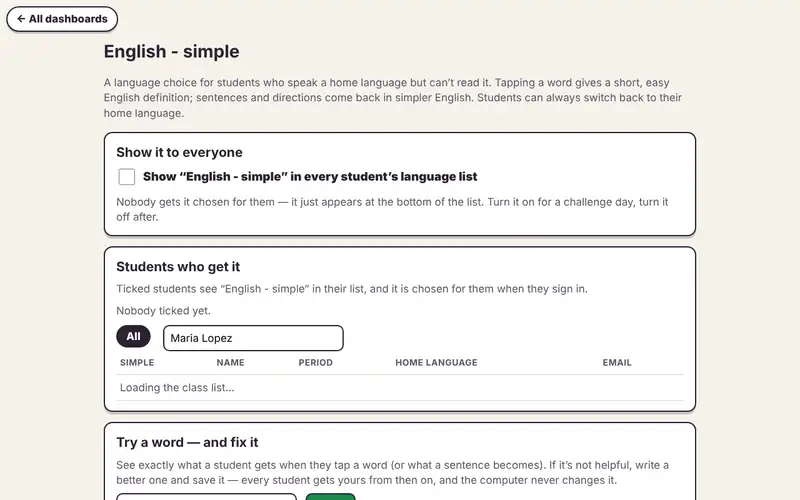 ← All dashboards
English - simple
A language choice for students who speak a home language but can’t read it. Tapping a word gives a short, easy
English definition; sentences and directions come back in simpler English. Students can always switch back to their
home language.
Show it to everyone
Show “English - simple” in every student’s language list
Nobody gets it chosen for them — it just appears at the bottom of the list. Turn it on for a challenge day, turn it
off after.
Students who get it
Ticked students see “English - simple” in their list, and it is chosen for them when they sign in.
Nobody ticked yet.
All Maria Lopez
SIMPLE NAME PERIOD HOME LANGUAGE EMAIL
Loading the class list…
Try a word — and fix it
See exactly what a student gets when they tap a word (or what a sentence becomes). If it’s not helpful, write a
better one and save it — every student gets yours from then on, and the computer never changes it.